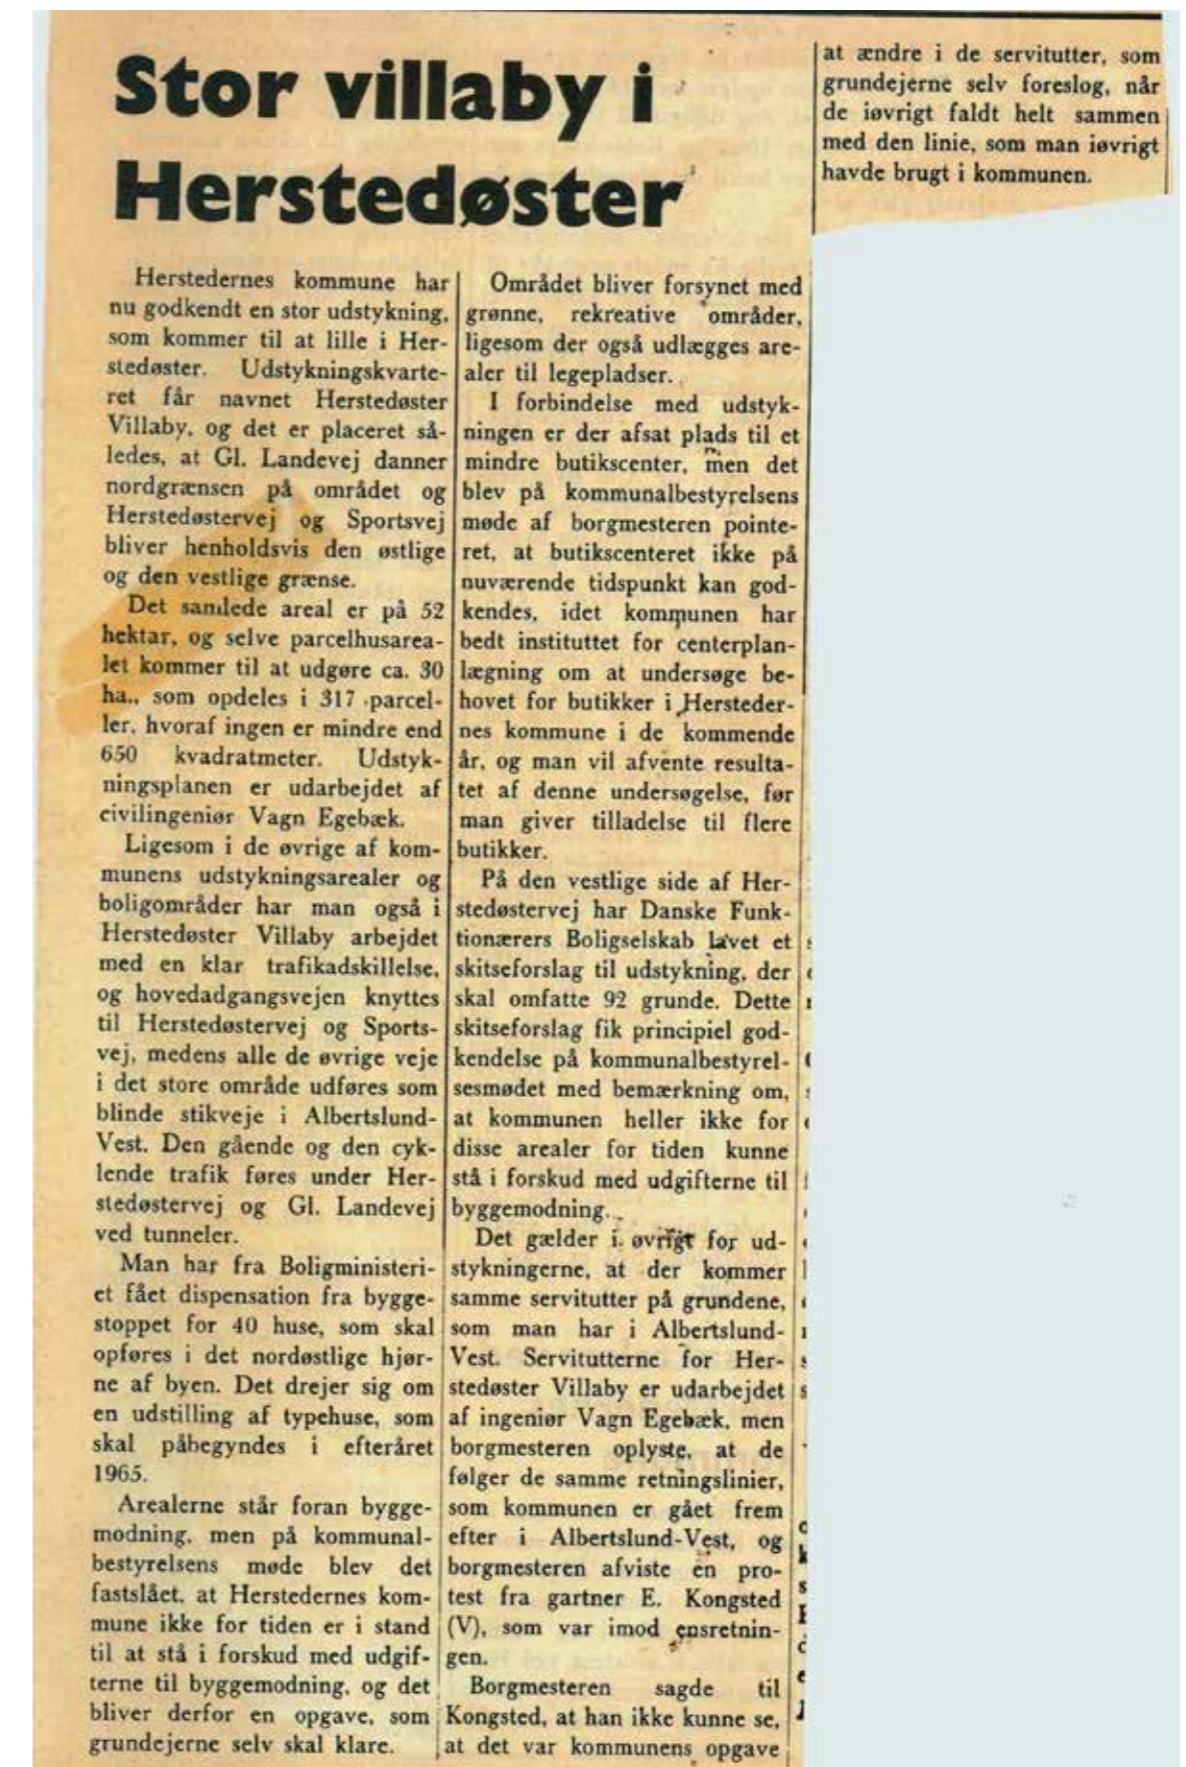 Stor villaby i
Herstedøster
Herstedernes kommune har
nu godkendt en stor udstykning,
som kommer til at lille i Her-
stedøster. Udstykningskvarte-
ret får navnet Herstedøster
Villaby, og det er placeret så-
ledes, at Gl. Landevej danner
nordgrænsen på området og
Herstedøstervej og Sportsvej
bliver henholdsvis den østlige
og den vestlige grænse.
Det samlede areal er på 52
hektar, og selve parcelhusarea-
let kommer til at udgøre ca. 30
ha., som opdeles i 317 parcel-
ler, hvoraf ingen er mindre end
650 kvadratmeter. Udstyk-
ningsplanen er udarbejdet af
civilingeniør Vagn Egebæk.
Ligesom i de øvrige af kom-
munens udstykningsarealer og
boligområder har man også i
Herstedøster Villaby arbejdet
med en klar trafikadskillelse,
og hovedadgangsvejen knyttes
til Herstedøstervej og Sports-
vej, medens alle de øvrige veje
i det store område udføres som
blinde stikveje i Albertslund-
Vest. Den gående og den cyk-
lende trafik føres under Her-
stedøstervej og Gl. Landevej
ved tunneler.
Man har fra Boligministeri-
et fået dispensation fra bygge-
stoppet for 40 huse, som skal
opføres i det nordøstlige hjør-
ne af byen. Det drejer sig om
en udstilling af typehuse, som
skal påbegyndes i efteråret
1965.
Arealerne står foran bygge-
modning, men på kommunal-
bestyrelsens møde blev det
fastslået, at Herstedernes kom-
mune ikke for tiden er i stand
til at stå i forskud med udgif-
terne til byggemodning, og det
bliver derfor en opgave, som
grundejerne selv skal klare.
Området bliver forsynet med
grønne, rekreative områder,
ligesom der også udlægges are-
aler til legepladser.
I forbindelse med udstyk-
ningen er der afsat plads til et
mindre butikscenter, men det
blev på kommunalbestyrelsens
møde af borgmesteren pointe-
ret, at butikscenteret ikke på
nuværende tidspunkt kan god-
kendes, idet kommunen har
bedt instituttet for centerplan-
lægning om at undersøge be-
hovet for butikker i Hersteder-
nes kommune i de kommende
år, og man vil afvente resulta-
tet af denne undersøgelse, før
man giver tilladelse til flere
butikker.
På den vestlige side af Her-
stedøstervej har Danske Funk-
tionærers Boligselskab lavet et
skitseforslag til udstykning, der
skal omfatte 92 grunde. Dette
skitseforslag fik principiel god-
kendelse på kommunalbestyrel-
sesmødet med bemærkning om,
at kommunen heller ikke for
disse arealer for tiden kunne
stå i forskud med udgifterne til
byggemodning.
Det gælder i øvrigt for ud-
stykningerne, at der kommer
samme servitutter på grundene,
som man har i Albertslund-
Vest. Servitutterne for Her-
stedøster Villaby er udarbejdet
af ingeniør Vagn Egebæk, men
borgmesteren oplyste, at de
følger de samme retningslinier,
som kommunen er gået frem
efter i Albertslund-Vest, og
borgmesteren afviste en pro-
test fra gartner E. Kongsted
(V), som var imod ensretnin-
gen.
Borgmesteren sagde til
Kongsted, at han ikke kunne se,
at det var kommunens opgave
at ændre i de servitutter, som
grundejerne selv foreslog, når
de iøvrigt faldt helt sammen
med den linie, som man iøvrigt
havde brugt i kommunen.